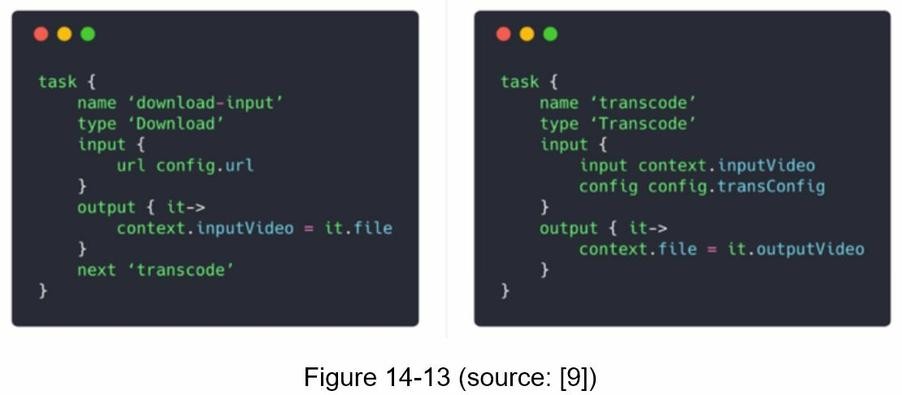 task {
    name ‘download-input’
    type ‘Download’
    input {
        url config.url
    }
    output { it->
        context.inputVideo = it.file
    }
    next ‘transcode’
}
task {
    name ‘transcode’
    type ‘Transcode’
    input {
        input context.inputVideo
        config config.transConfig
    }
    output { it->
        context.file = it.outputVideo
    }
}
Figure 14-13 (source: [9])